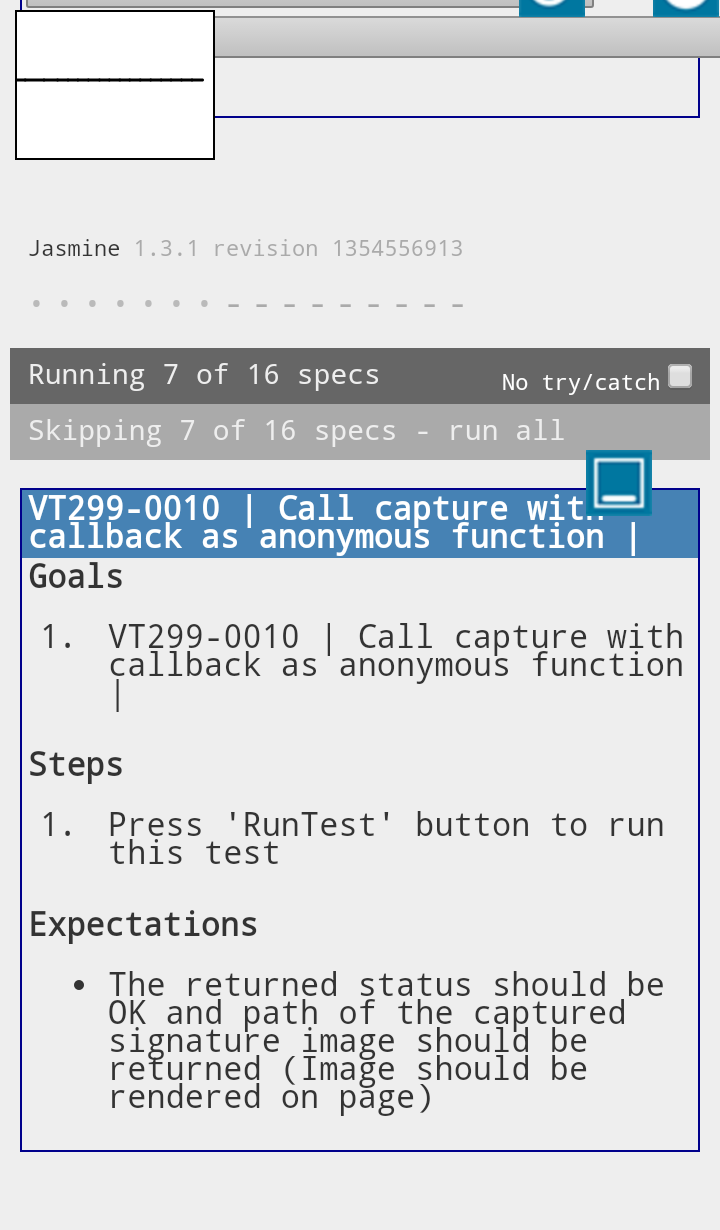 Jasmine 1.3.1 revision 1354556913
• • • • • • • - - - - - - - - -
Running 7 of 16 specs
No try/catch
Skipping 7 of 16 specs - run all
VT299-0010 | Call capture with
callback as anonymous function |
Goals
1. VT299-0010 | Call capture with
callback as anonymous function
|
Steps
1. Press 'RunTest' button to run
this test
Expectations
• The returned status should be
OK and path of the captured
signature image should be
returned (Image should be
rendered on page)